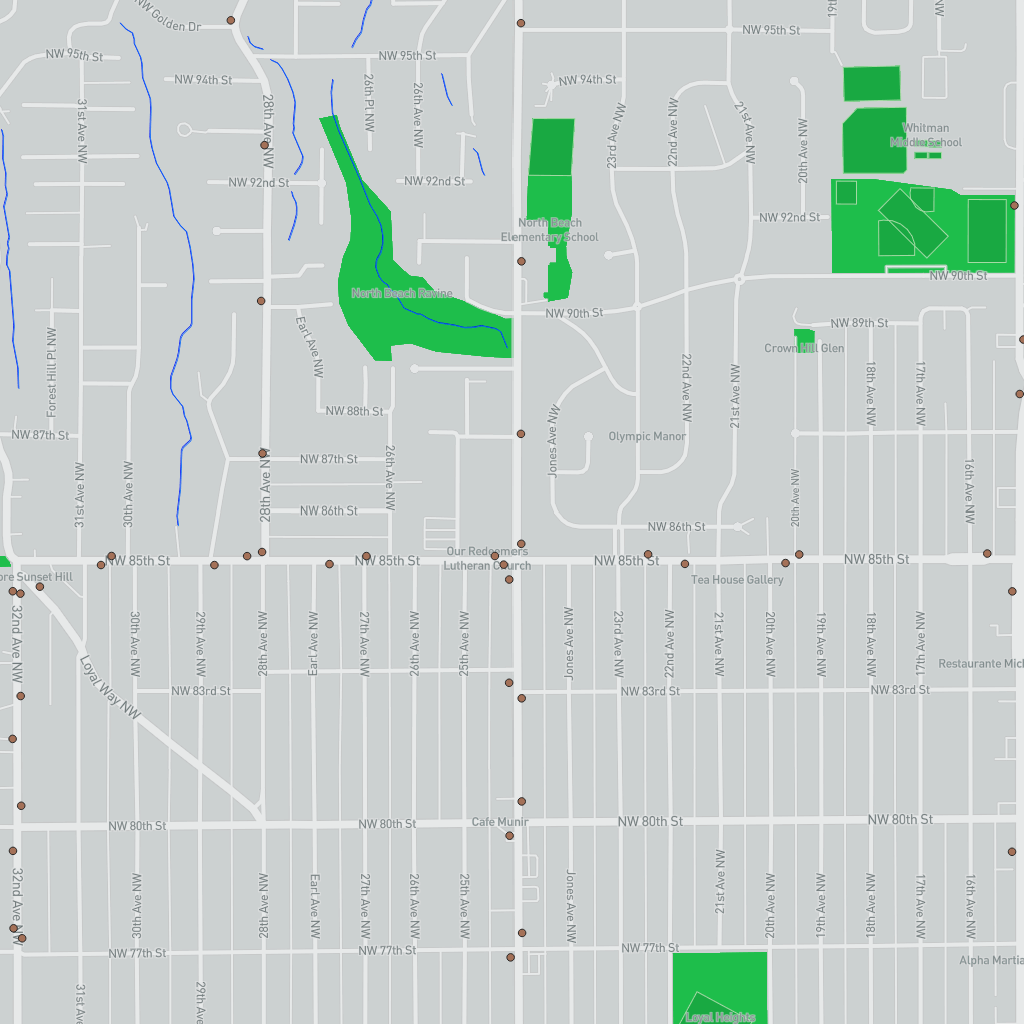 NW Golden Dr
19th
NW
NW 95th St
NW 95th St
NW 95th St
NW 94th St
NW 94th St
31st Ave NW
28th Ave NW
26th Pl NW
26th Ave NW
23rd Ave NW
22nd Ave NW
21st Ave NW
20th Ave NW
Whitman
Middle School
NW 92nd St
NW 92nd St
NW 92nd St
North Beach
Elementary School
NW 90th St
North Beach Ravine
NW 90th St
NW 89th St
Crown Hill Glen
Forest Hill Pl NW
Earl Ave NW
22nd Ave NW
21st Ave NW
18th Ave NW
17th Ave NW
NW 88th St
Jones Ave NW
Olympic Manor
NW 87th St
NW 87th St
31st Ave NW
30th Ave NW
28th Ave NW
26th Ave NW
20th Ave NW
16th Ave NW
NW 86th St
NW 86th St
NW 85th St
NW 85th St
Our Redeemers
Lutheran Church
NW 85th St
NW 85th St
ore Sunset Hill
Tea House Gallery
32nd Ave NW
30th Ave NW
29th Ave NW
28th Ave NW
Earl Ave NW
27th Ave NW
26th Ave NW
25th Ave NW
Jones Ave NW
23rd Ave NW
22nd Ave NW
21st Ave NW
20th Ave NW
19th Ave NW
18th Ave NW
17th Ave NW
Loyal Way NW
Restaurante Mich
NW 83rd St
NW 83rd St
NW 83rd St
NW 80th St
NW 80th St
Cafe Munir
NW 80th St
NW 80th St
32nd Ave NW
30th Ave NW
28th Ave NW
Earl Ave NW
27th Ave NW
26th Ave NW
25th Ave NW
Jones Ave NW
21st Ave NW
20th Ave NW
19th Ave NW
18th Ave NW
17th Ave NW
16th Ave NW
NW 77th St
NW 77th St
NW 77th St
Alpha Martia
31st Ave
29th Ave NW
Loyal Heights